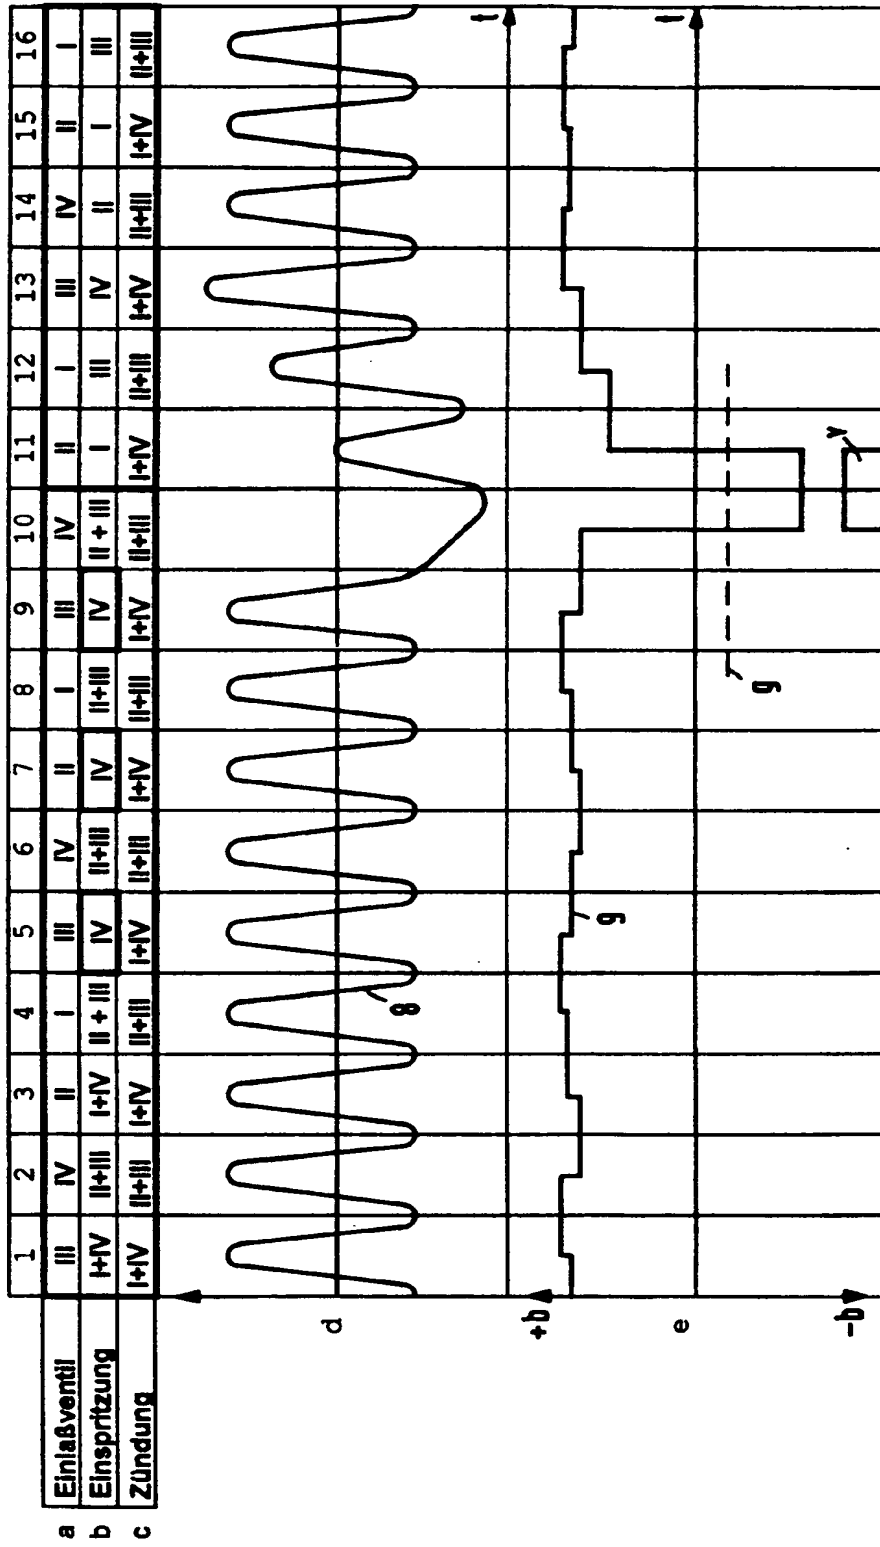 1 2 3 4 5 6 7 8 9 10 11 12 13 14 15 16
a Einlaßventil III IV II I III IV II I III IV II I III IV II I
b Einspritzung I+IV II+III I+IV II + III IV II+III IV II+III IV II + III I III IV II I III
c Zündung I+IV II+III I+IV II+III I+IV II+III I+IV II+III I+IV II+III I+IV II+III I+IV II+III I+IV II+III
d
8
t
+b
9
e
t
g
v
-b